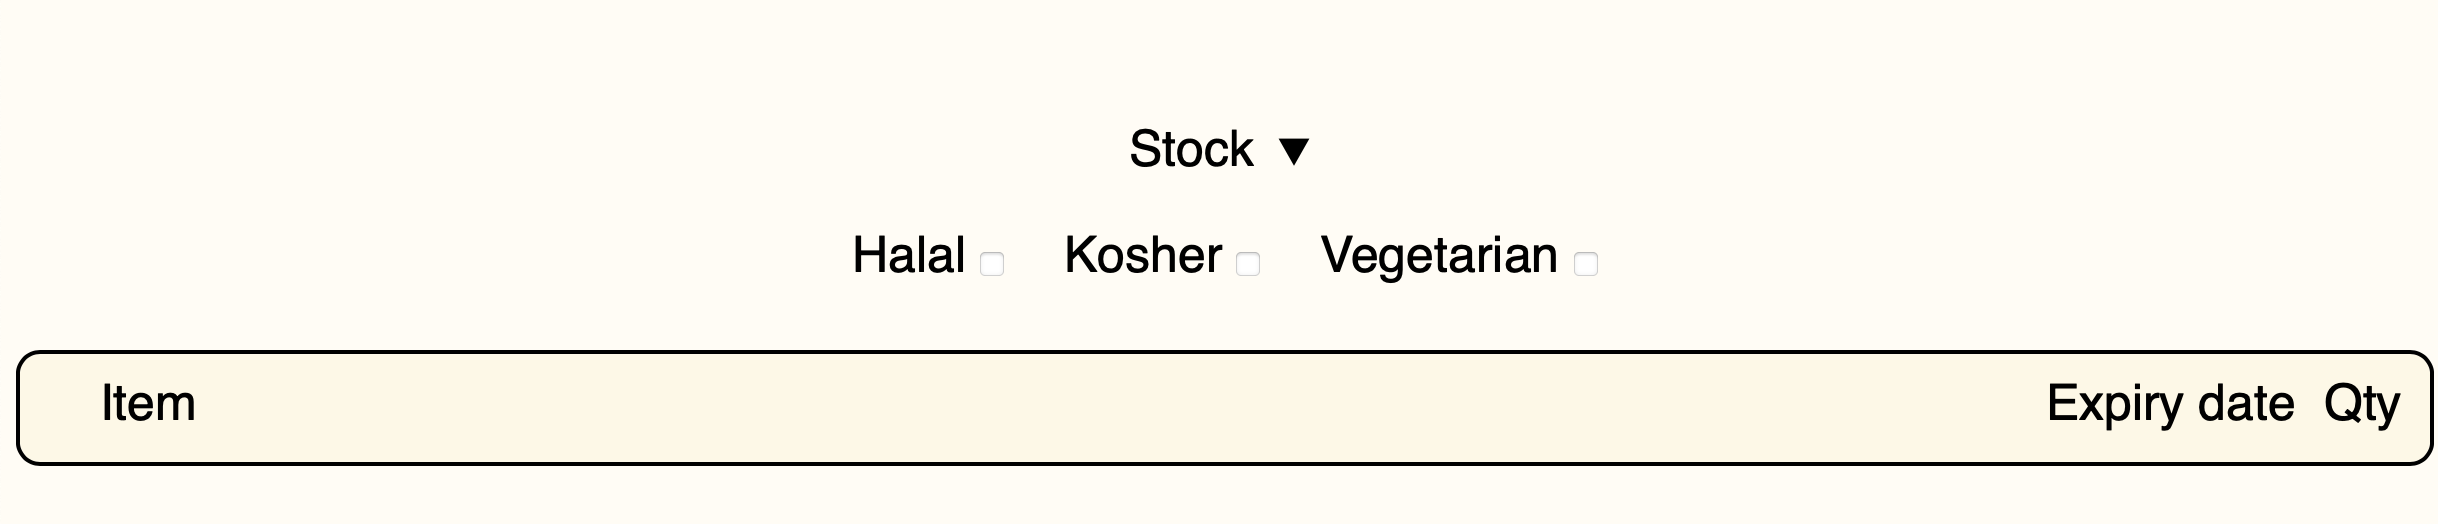 Stock ▼
Halal Kosher Vegetarian
Item Expiry date Qty